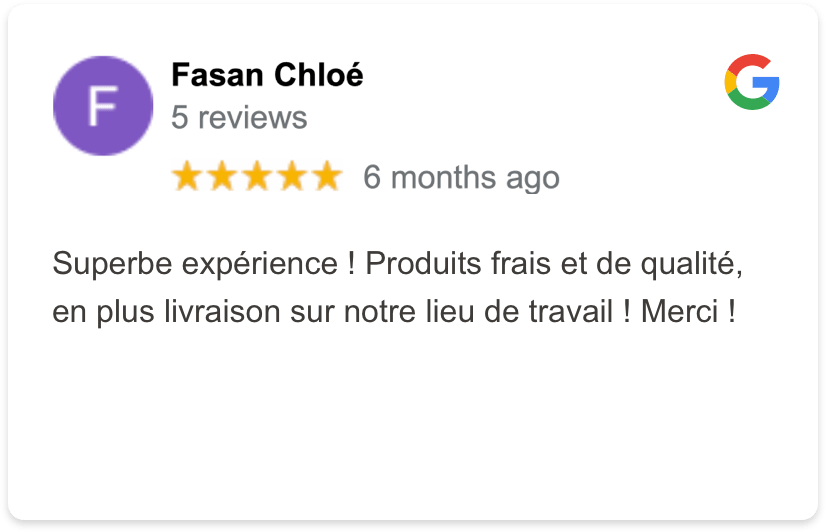 F
Fasan Chloé
5 reviews
6 months ago
Superbe expérience ! Produits frais et de qualité,
en plus livraison sur notre lieu de travail ! Merci !